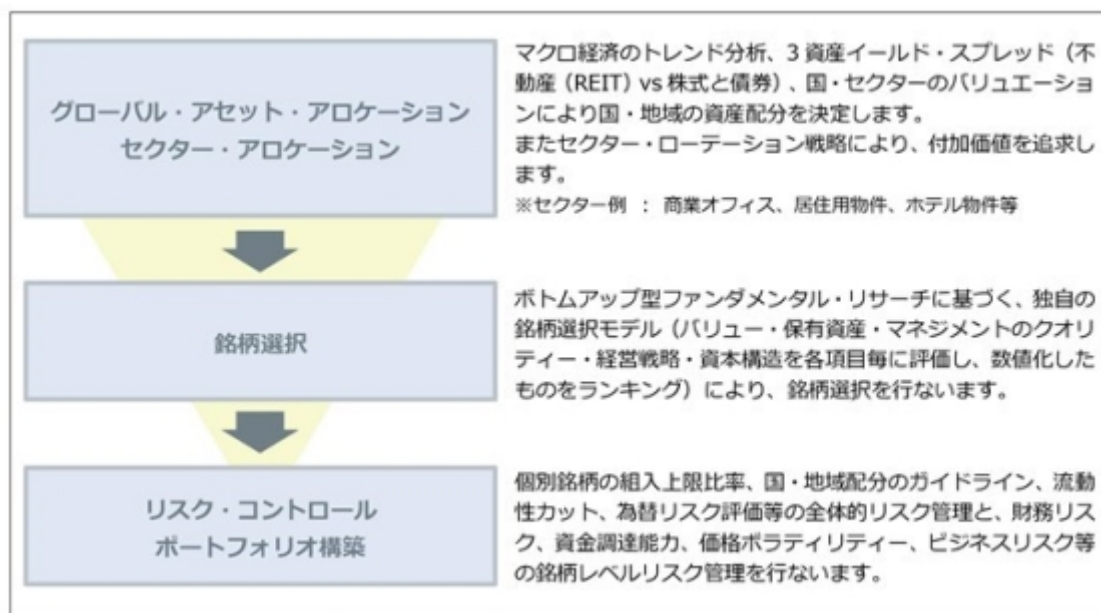 グローバル・アセット・アロケーション
セクター・アロケーション
マクロ経済のトレンド分析、3 資産イールド・スプレッド（不
動産（REIT）vs 株式と債券）、国・セクターのバリュエーショ
ンにより国・地域の資産配分を決定します。
またセクター・ローテーション戦略により、付加価値を追求し
ます。
※セクター例 ： 商業オフィス、居住用物件、ホテル物件等
銘柄選択
ボトムアップ型ファンダメンタル・リサーチに基づく、独自の
銘柄選択モデル（バリュー・保有資産・マネジメントのクオリ
ティー・経営戦略・資本構造を各項目毎に評価し、数値化した
ものをランキング）により、銘柄選択を行ないます。
リスク・コントロール
ポートフォリオ構築
個別銘柄の組入上限比率、国・地域配分のガイドライン、流動
性カット、為替リスク評価等の全体的リスク管理と、財務リス
ク、資金調達能力、価格ボラティリティー、ビジネスリスク等
の銘柄レベルリスク管理を行ないます。